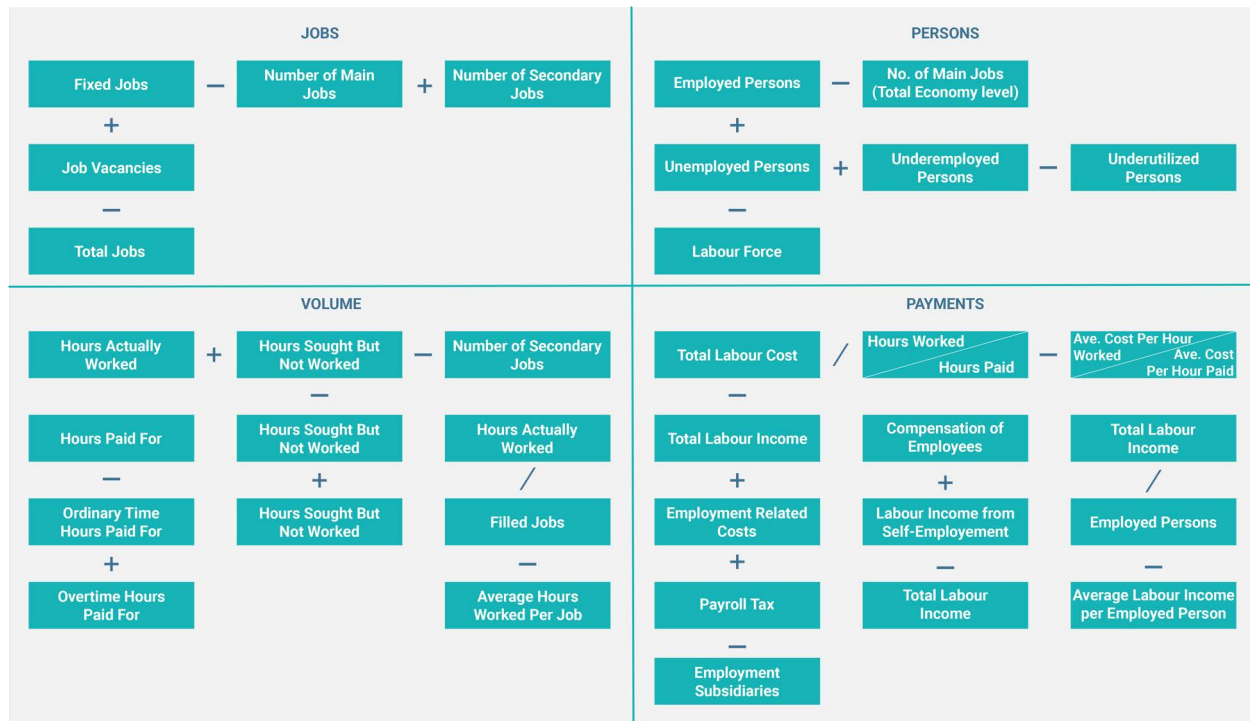 JOBS
Fixed Jobs
−
Number of Main
Jobs
+
Number of Secondary
Jobs
+
Job Vacancies
−
Total Jobs
PERSONS
Employed Persons
−
No. of Main Jobs
(Total Economy level)
+
Unemployed Persons
+
Underemployed
Persons
−
Underutilized
Persons
−
Labour Force
VOLUME
Hours Actually
Worked
+
Hours Sought But
Not Worked
−
Number of Secondary
Jobs
−
Hours Paid For
Hours Sought But
Not Worked
Hours Actually
Worked
−
+
/
Ordinary Time
Hours Paid For
Hours Sought But
Not Worked
Filled Jobs
+
−
Overtime Hours
Paid For
Average Hours
Worked Per Job
PAYMENTS
Total Labour Cost
/
Hours Worked
Hours Paid
−
Ave. Cost Per Hour
Worked
Ave. Cost
Per Hour Paid
−
Total Labour Income
Compensation of
Employees
Total Labour
Income
+
+
/
Employment Related
Costs
Labour Income from
Self-Employement
Employed Persons
+
−
−
Payroll Tax
Total Labour
Income
Average Labour Income
per Employed Person
−
Employment
Subsidiaries